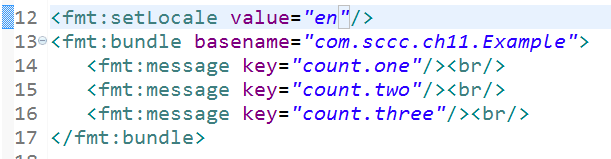 12 <fmt:setLocale value="en"/>
13 <fmt:bundle basename="com.sccc.ch11.Example">
14 <fmt:message key="count.one"/><br/>
15 <fmt:message key="count.two"/><br/>
16 <fmt:message key="count.three"/><br/>
17 </fmt:bundle>